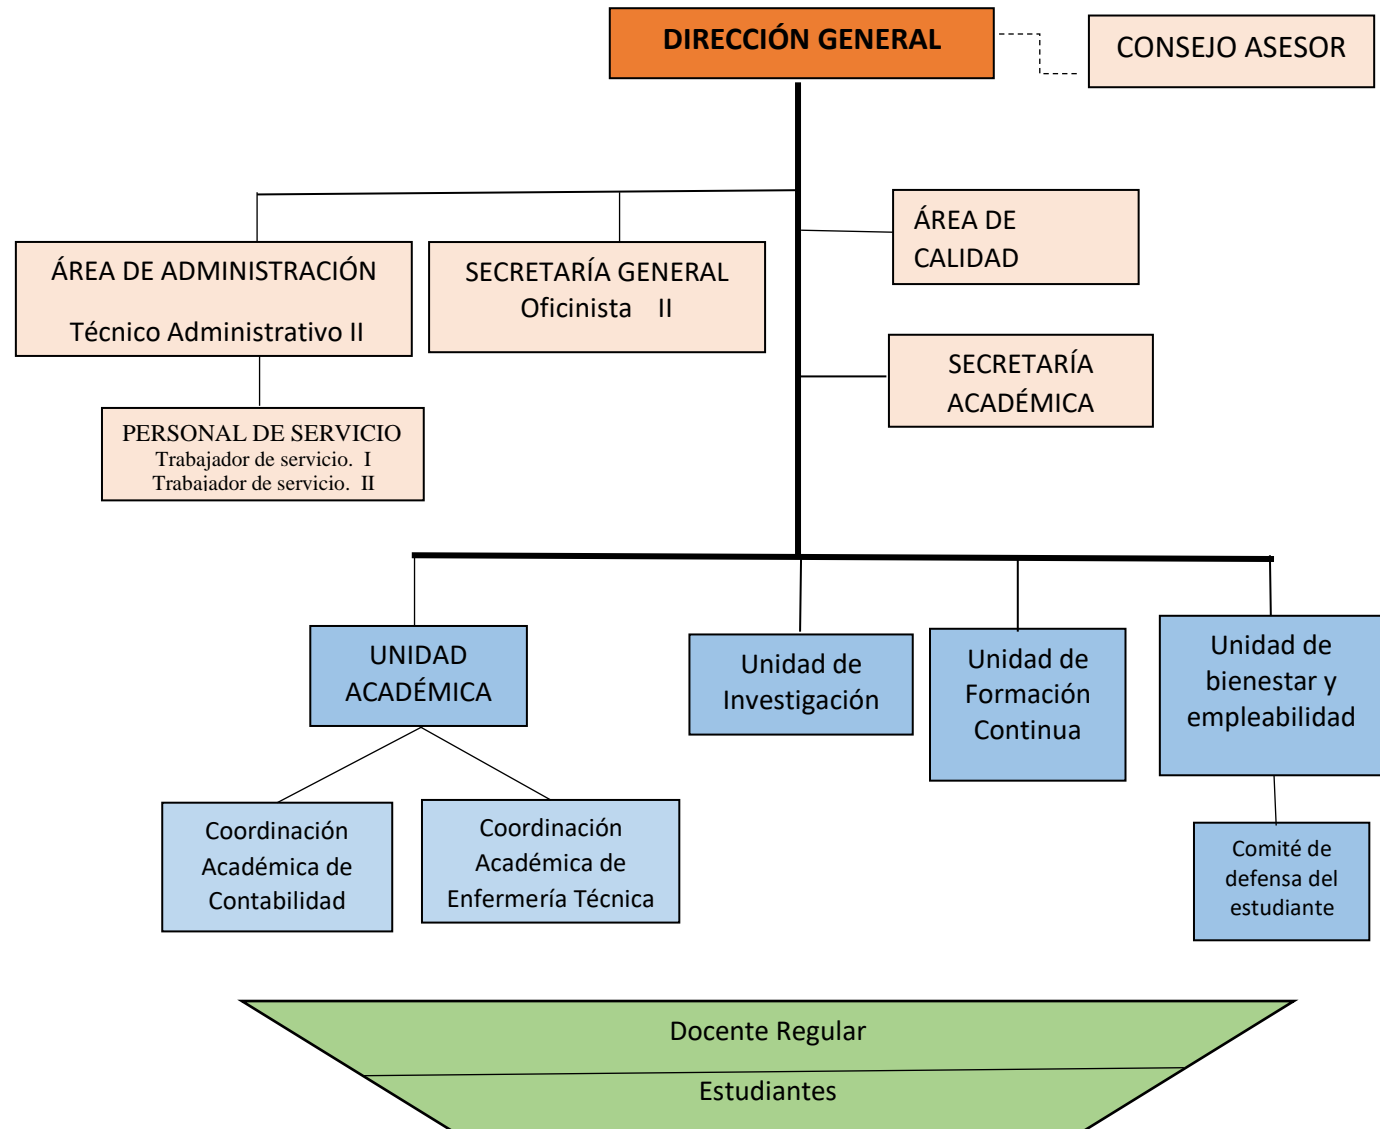 DIRECCIÓN GENERAL
CONSEJO ASESOR
ÁREA DE ADMINISTRACIÓN
Técnico Administrativo II
SECRETARÍA GENERAL
Oficinista II
ÁREA DE
CALIDAD
SECRETARÍA
ACADÉMICA
PERSONAL DE SERVICIO
Trabajador de servicio. I
Trabajador de servicio. II
UNIDAD
ACADÉMICA
Unidad de
Investigación
Unidad de
Formación
Continua
Unidad de
bienestar y
empleabilidad
Coordinación
Académica de
Contabilidad
Coordinación
Académica de
Enfermería Técnica
Comité de
defensa del
estudiante
Docente Regular
Estudiantes